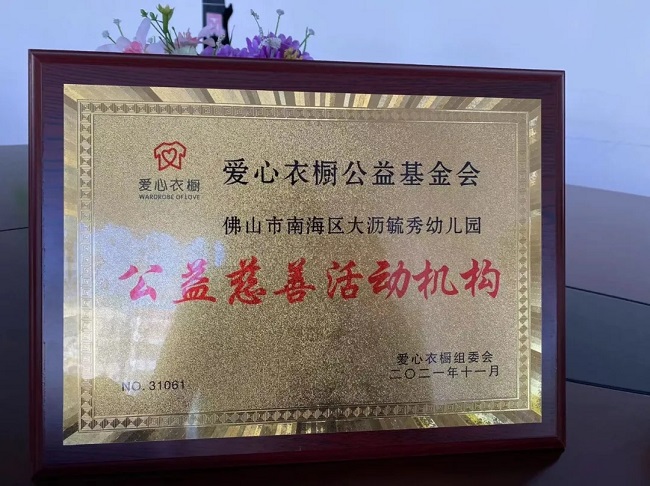 爱心衣橱
WARDROBE OF LOVE
爱心衣橱公益基金会
佛山市南海区大沥毓秀幼儿园
公益慈善活动机构
爱心衣橱组委会
NO. 31061
二〇二一年十一月